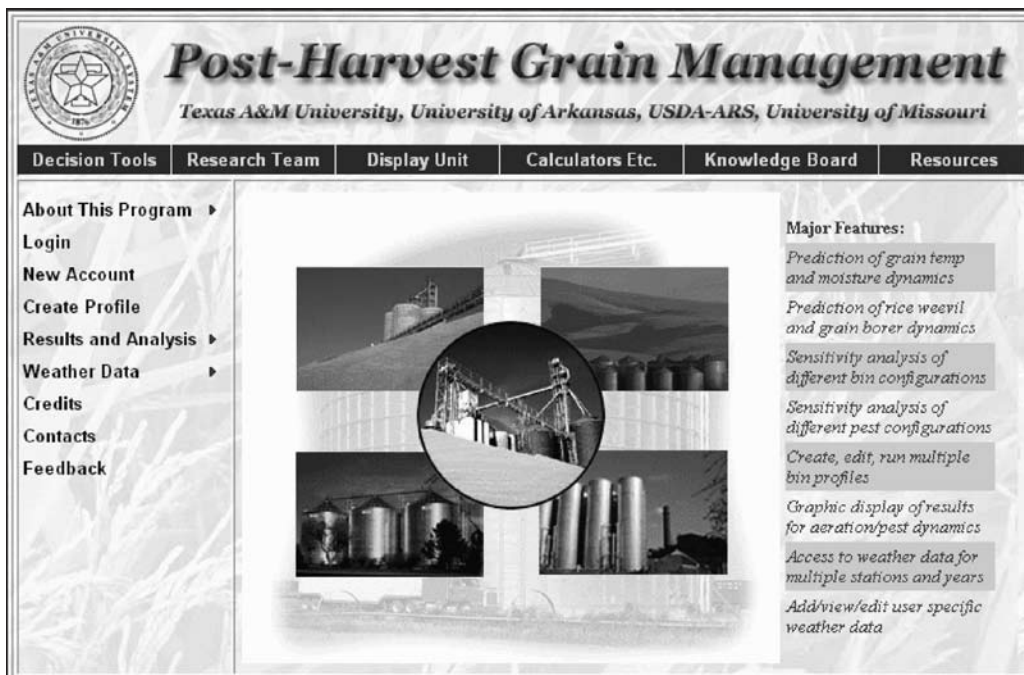 TEXAS A&M UNIVERSITY SYSTEM
1876
Post-Harvest Grain Management
Texas A&M University, University of Arkansas, USDA-ARS, University of Missouri
Decision Tools
Research Team
Display Unit
Calculators Etc.
Knowledge Board
Resources
About This Program
Login
New Account
Create Profile
Results and Analysis
Weather Data
Credits
Contacts
Feedback
Major Features:
Prediction of grain temp
and moisture dynamics
Prediction of rice weevil
and grain borer dynamics
Sensitivity analysis of
different bin configurations
Sensitivity analysis of
different pest configurations
Create, edit, run multiple
bin profiles
Graphic display of results
for aeration/pest dynamics
Access to weather data for
multiple stations and years
Add/view/edit user specific
weather data